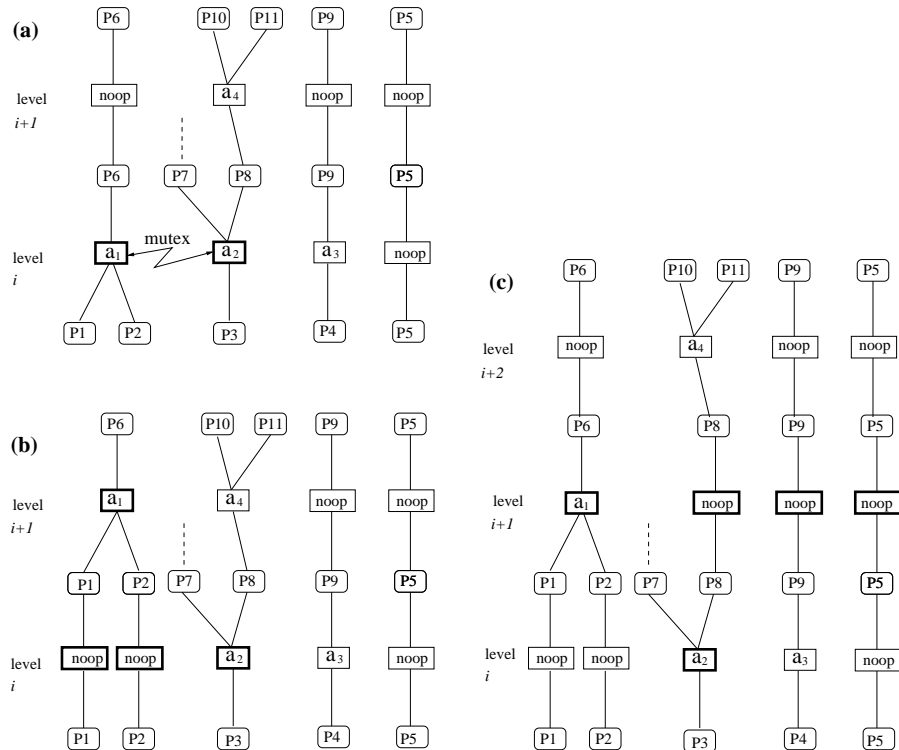 (a)
P6 P10 P11 P9 P5
level i+1
noop a4 noop noop
P6 P7 P8 P9 P5
mutex
level i
a1 a2 a3 noop
P1 P2 P3 P4 P5
(b)
P6 P10 P11 P9 P5
level i+1
a1 a4 noop noop
P1 P2 P7 P8 P9 P5
level i
noop noop a2 a3 noop
P1 P2 P3 P4 P5
(c)
P6 P10 P11 P9 P5
level i+2
noop a4 noop noop
P6 P8 P9 P5
level i+1
a1 noop noop noop
P1 P2 P7 P8 P9 P5
level i
noop noop a2 a3 noop
P1 P2 P3 P4 P5